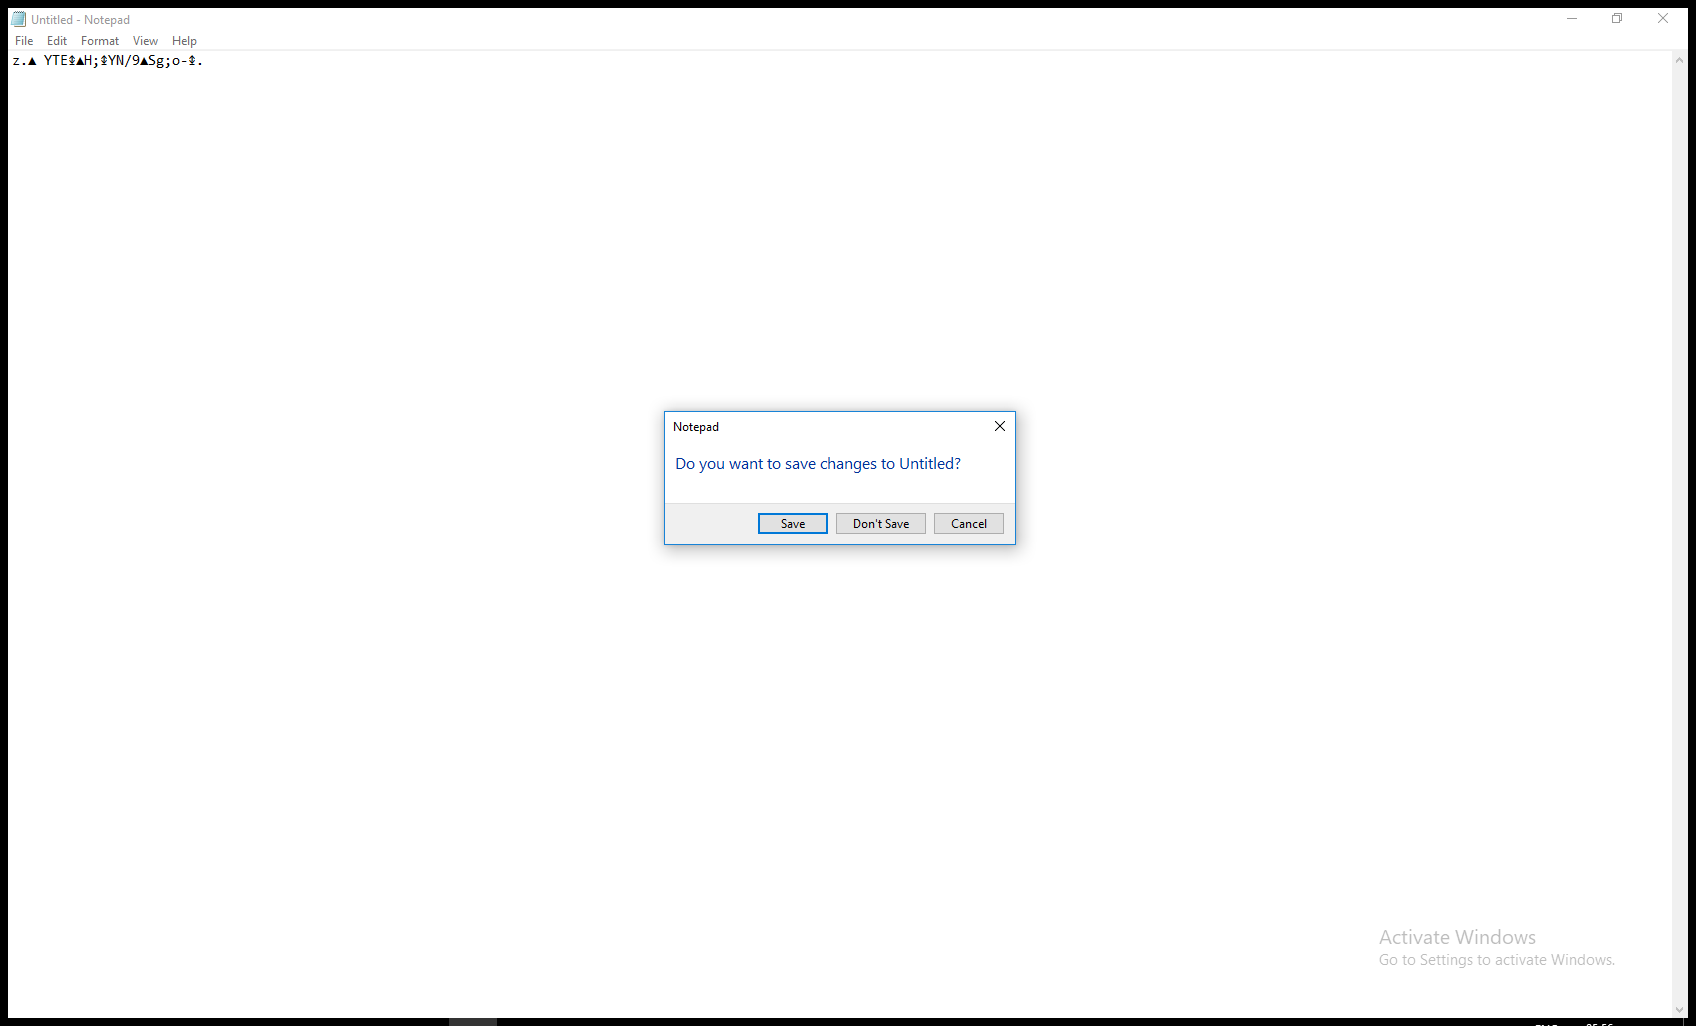 Untitled - Notepad
File Edit Format View Help
z.▲ YTE⇕▲H;⇕YN/9▲Sg;o-⇕.
Notepad
Do you want to save changes to Untitled?
Save Don't Save Cancel
Activate Windows
Go to Settings to activate Windows.